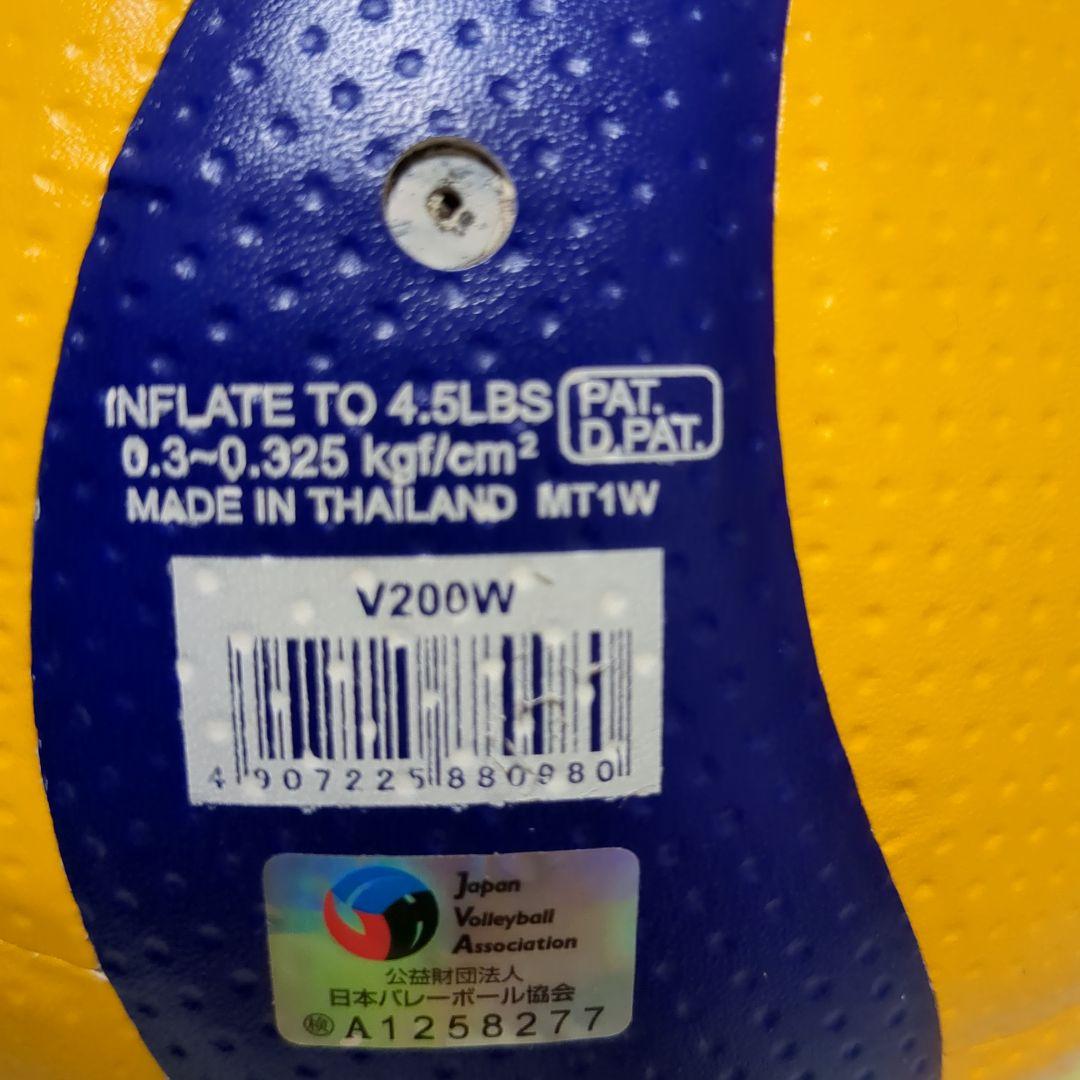 INFLATE TO 4.5LBS PAT.
D.PAT.
0.3~0.325 kgf/cm²
MADE IN THAILAND MT1W
V200W
4 907225 880980
Japan
Volleyball
Association
公益財団法人
日本バレーボール協会
㊬ A1258277